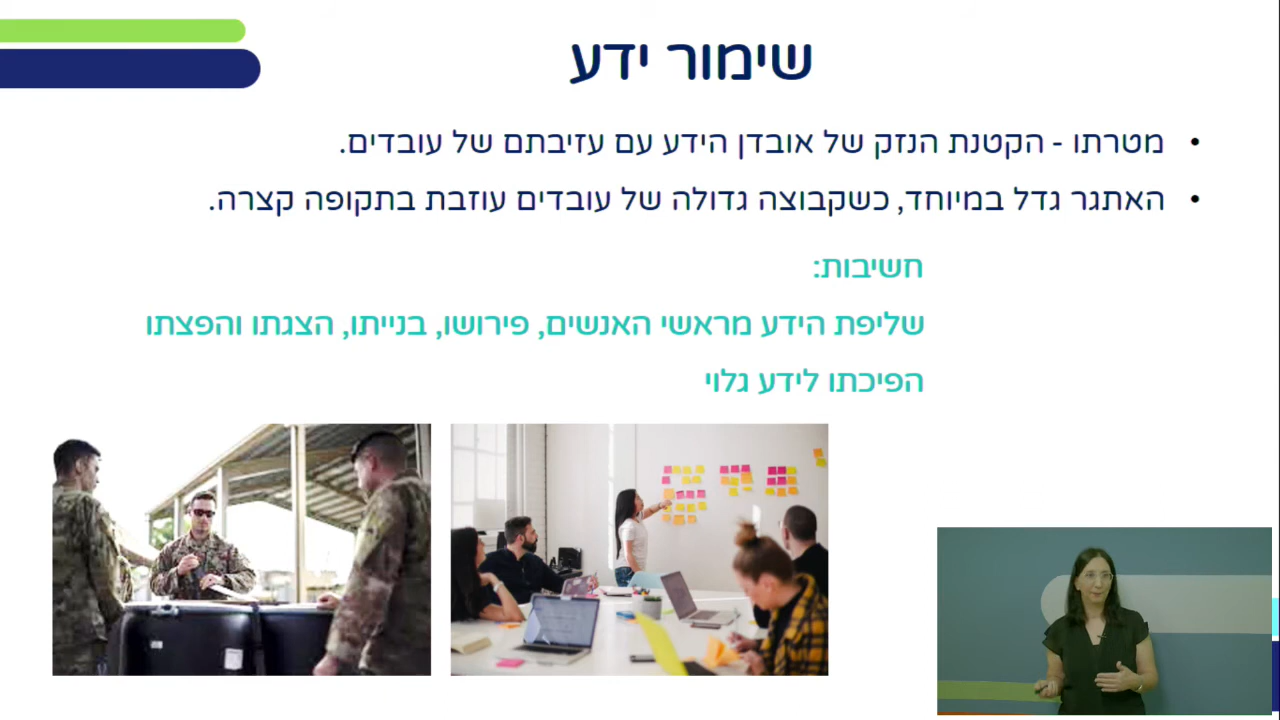 שימור ידע
• מטרתו - הקטנת הנזק של אובדן הידע עם עזיבתם של עובדים.
• האתגר גדל במיוחד, כשקבוצה גדולה של עובדים עוזבת בתקופה קצרה.
חשיבות:
שליפת הידע מראשי האנשים, פירושו, בנייתו, הצגתו והפצתו
הפיכתו לידע גלוי